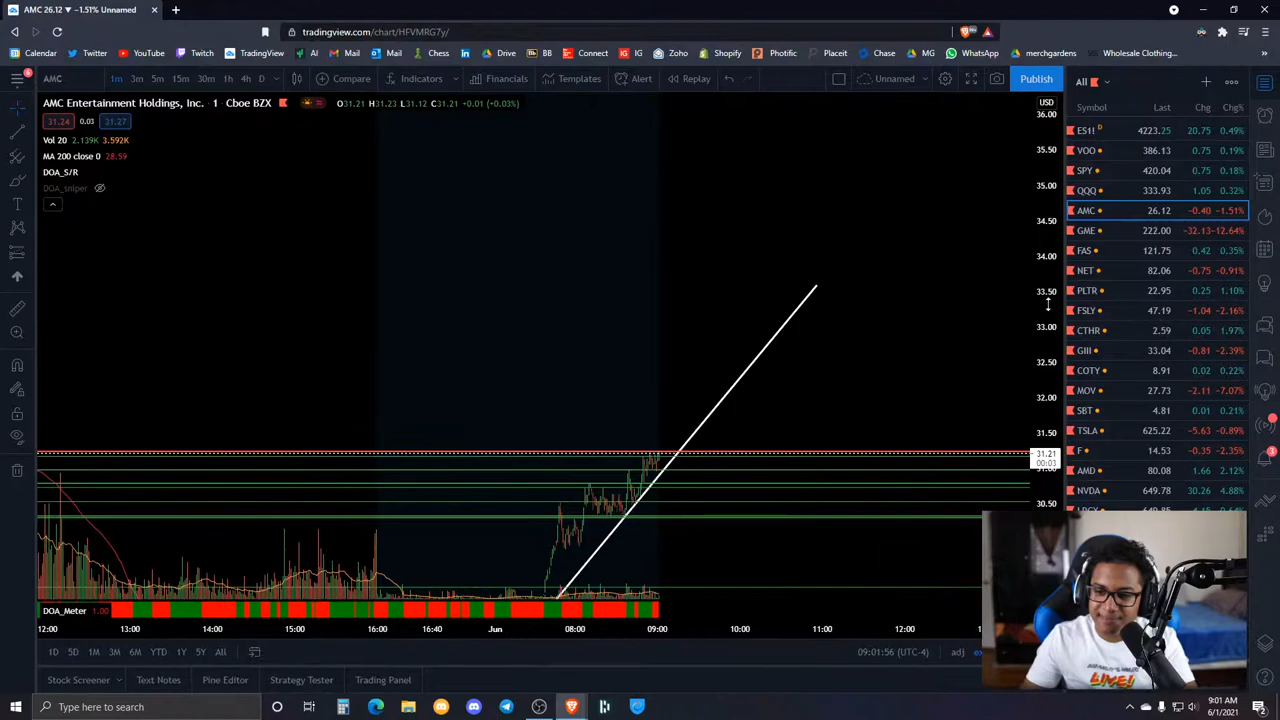 AMC 26.12 ▼ −1.51% Unnamed
tradingview.com/chart/HFVMRG7y/
Calendar Twitter YouTube Twitch TradingView AI Mail Tube Chat in Drive BB Connect IG Zoho Shopify Photific Placeit Chase WhatsApp merchgardens Wholesale Clothing...
AMC 1m 3m 5m 15m 30m 1h 4h D Compare Indicators Financials Templates Alert Replay Unnamed Publish All
AMC Entertainment Holdings, Inc. · 1 · Cboe BZX O31.21 H31.23 L31.12 C31.21 +0.01 (+0.03%) USD
Symbol Last Chg Chg%
31.24 0.03 31.27
Vol 20 2.139K 3.592K
MA 200 close 0 28.59
DOA_S/R
DOA_sniper
36.00
35.50
35.00
34.50
34.00
33.50
33.00
32.50
32.00
31.50
31.21
00:03
31.00
30.50
ES1! D 4223.25 20.75 0.49%
VOO 386.13 0.75 0.19%
SPY 420.04 0.75 0.18%
QQQ 333.93 1.05 0.32%
AMC 26.12 −0.40 −1.51%
GME 222.00 −32.13 −12.64%
FAS 121.75 0.42 0.35%
NET 82.06 −0.75 −0.91%
PLTR 22.95 0.25 1.10%
FSLY 47.19 −1.04 −2.16%
CTHR 2.59 0.05 1.97%
GIII 33.04 −0.81 −2.39%
COTY 8.91 0.02 0.22%
MOV 27.73 −2.11 −7.07%
SBT 4.81 0.01 0.21%
TSLA 625.22 −5.63 −0.89%
F 14.53 −0.35 −2.35%
AMD 80.08 1.66 2.12%
NVDA 649.78 30.26 4.88%
LIVE!
DOA_Meter 1.00
12:00 13:00 14:00 15:00 16:00 16:40 Jun 08:00 09:00 10:00 11:00 12:00
1D 5D 1M 3M 6M YTD 1Y 5Y All 09:01:56 (UTC-4) adj
Stock Screener Text Notes Pine Editor Strategy Tester Trading Panel
Type here to search
9:01 AM
6/1/2021